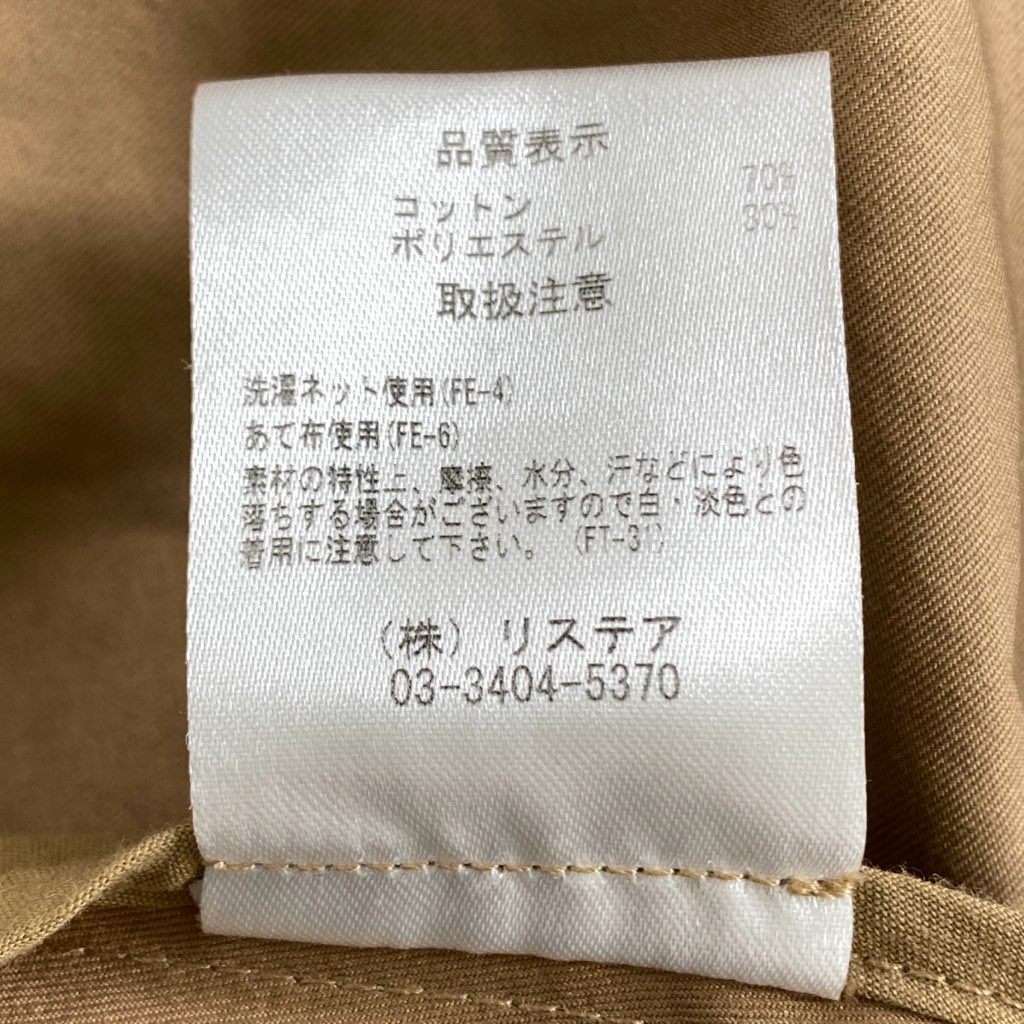 品質表示
コットン 70%
ポリエステル 30%
取扱注意
洗濯ネット使用(FE-4)
あて布使用(FE-6)
素材の特性上、摩擦、水分、汗などにより色
落ちする場合がございますので白・淡色との
着用に注意して下さい。 (FT-31)
(株) リステア
03-3404-5370